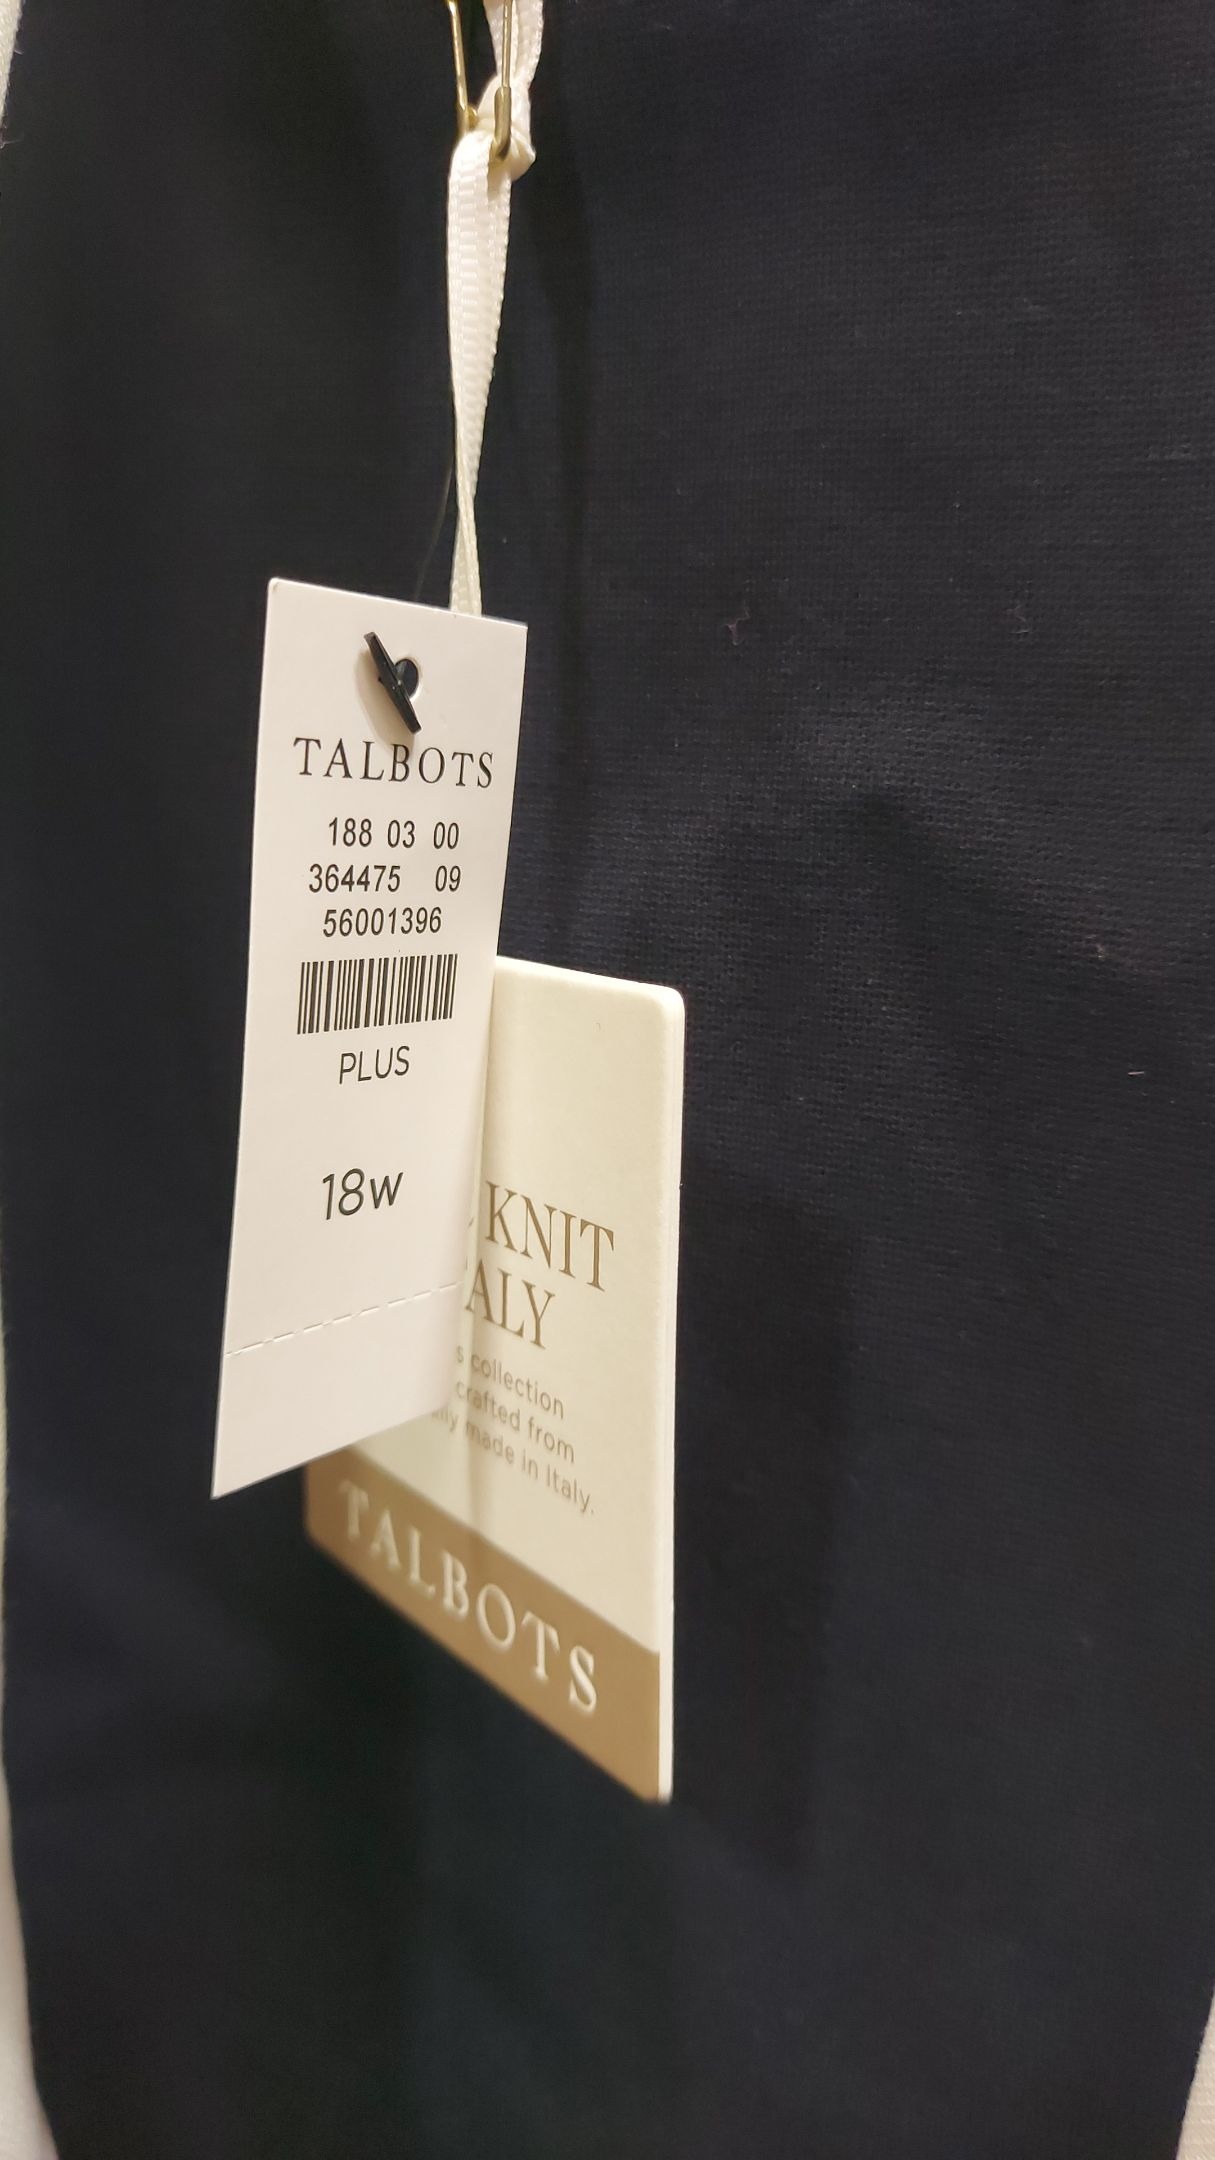 TALBOTS
188 03 00
364475 09
56001396
PLUS
18w
KNIT
ALY
s collection
crafted from
made in Italy.
TALBOTS